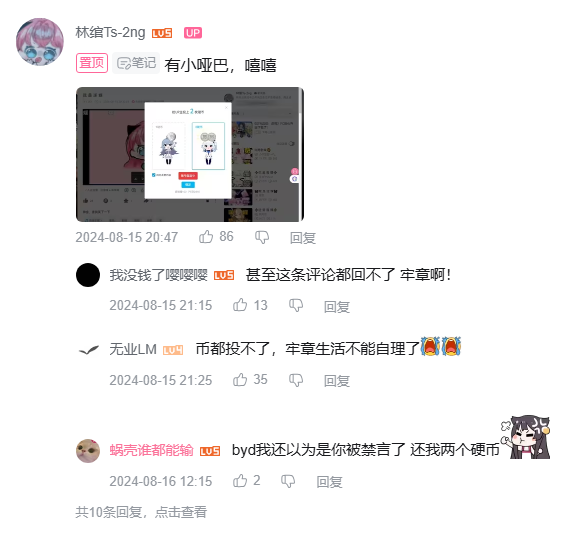 林绾Ts-2ng LV5 UP
置顶 笔记 有小哑巴，嘻嘻
2024-08-15 20:47 86 回复
我没钱了嘤嘤嘤 LV5 甚至这条评论都回不了 牢章啊！
2024-08-15 21:15 13 回复
无业LM LV4 币都投不了，牢章生活不能自理了
2024-08-15 21:25 35 回复
蜗壳谁都能输 LV5 byd我还以为是你被禁言了 还我两个硬币
2024-08-16 12:15 2 回复
共10条回复，点击查看